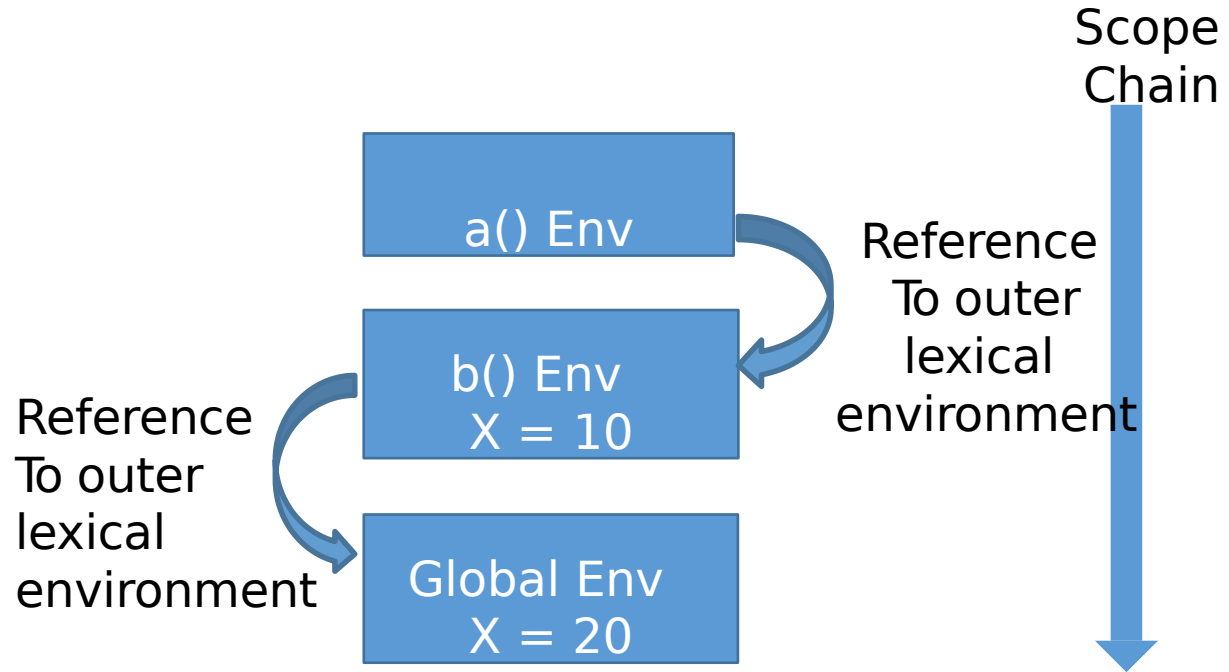 Scope
Chain
a() Env
Reference
To outer
lexical
environment
b() Env
X = 10
Reference
To outer
lexical
environment
Global Env
X = 20